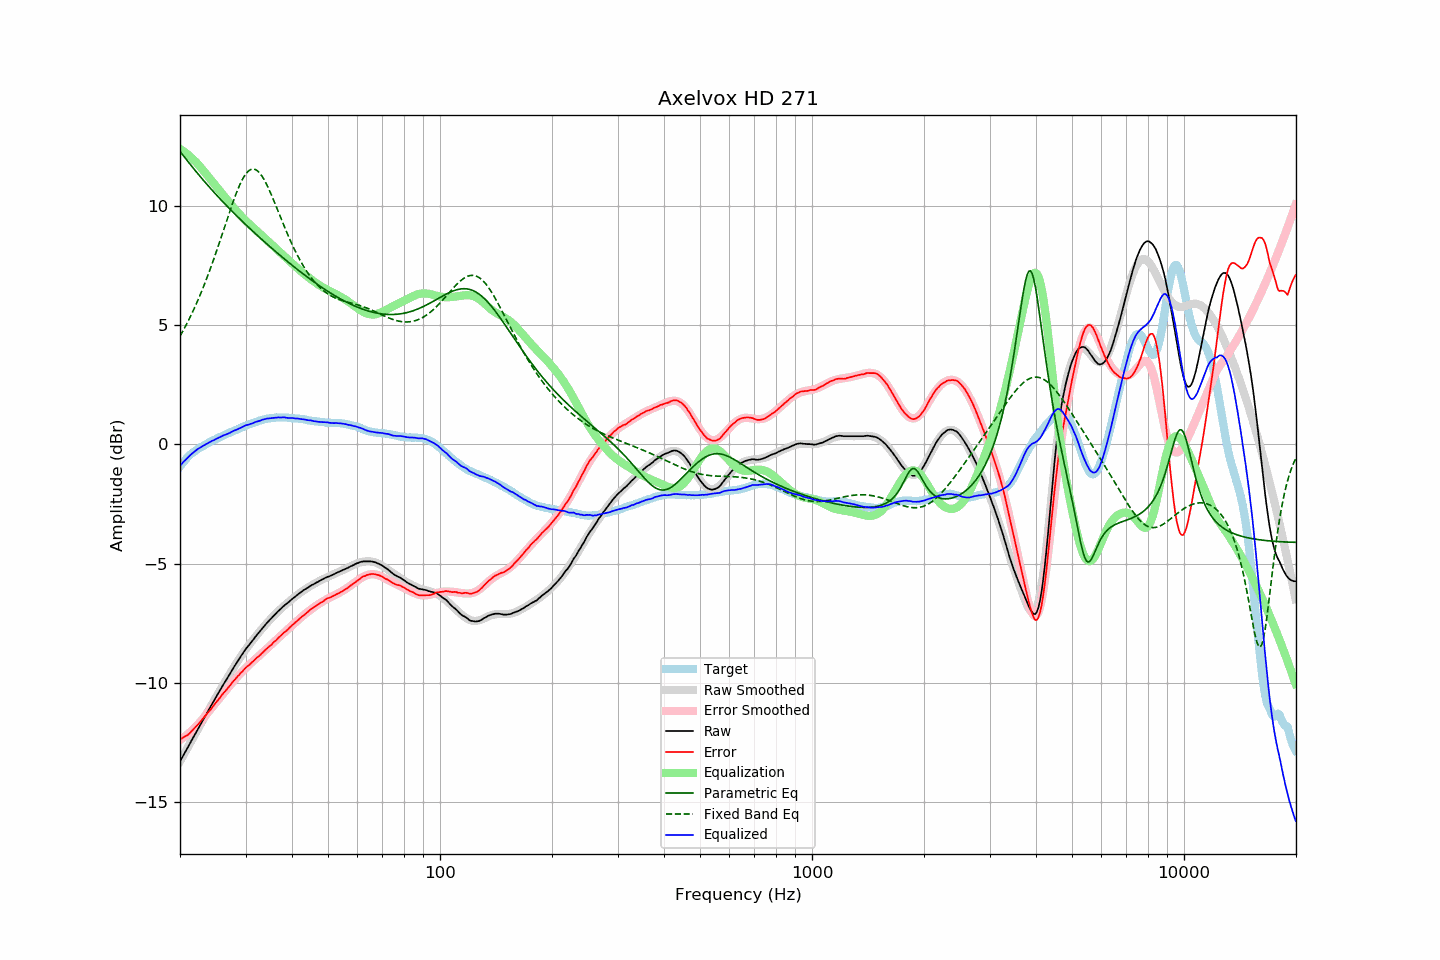 Axelvox HD 271
Amplitude (dBr)
10
5
0
−5
−10
−15
100
1000
10000
Frequency (Hz)
Target
Raw Smoothed
Error Smoothed
Raw
Error
Equalization
Parametric Eq
Fixed Band Eq
Equalized